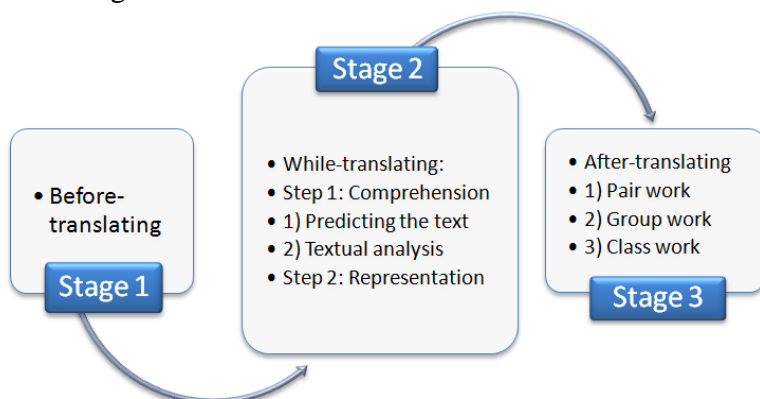 Stage 1
• Before-
translating
Stage 2
• While-translating:
• Step 1: Comprehension
• 1) Predicting the text
• 2) Textual analysis
• Step 2: Representation
• After-translating
• 1) Pair work
• 2) Group work
• 3) Class work
Stage 3